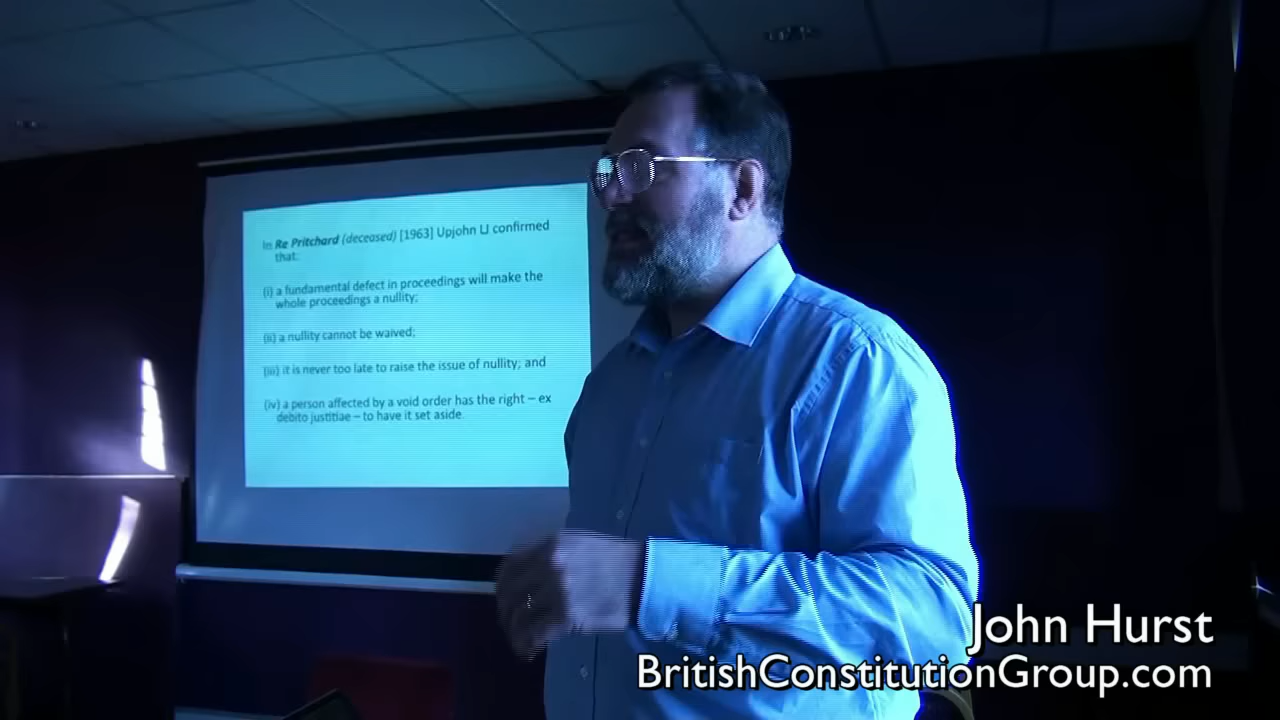 In Re Pritchard (deceased) [1963] Upjohn LJ confirmed
that:
(i) a fundamental defect in proceedings will make the
whole proceedings a nullity;
(ii) a nullity cannot be waived;
(iii) it is never too late to raise the issue of nullity; and
(iv) a person affected by a void order has the right – ex
debito justitiae – to have it set aside.
John Hurst
BritishConstitutionGroup.com